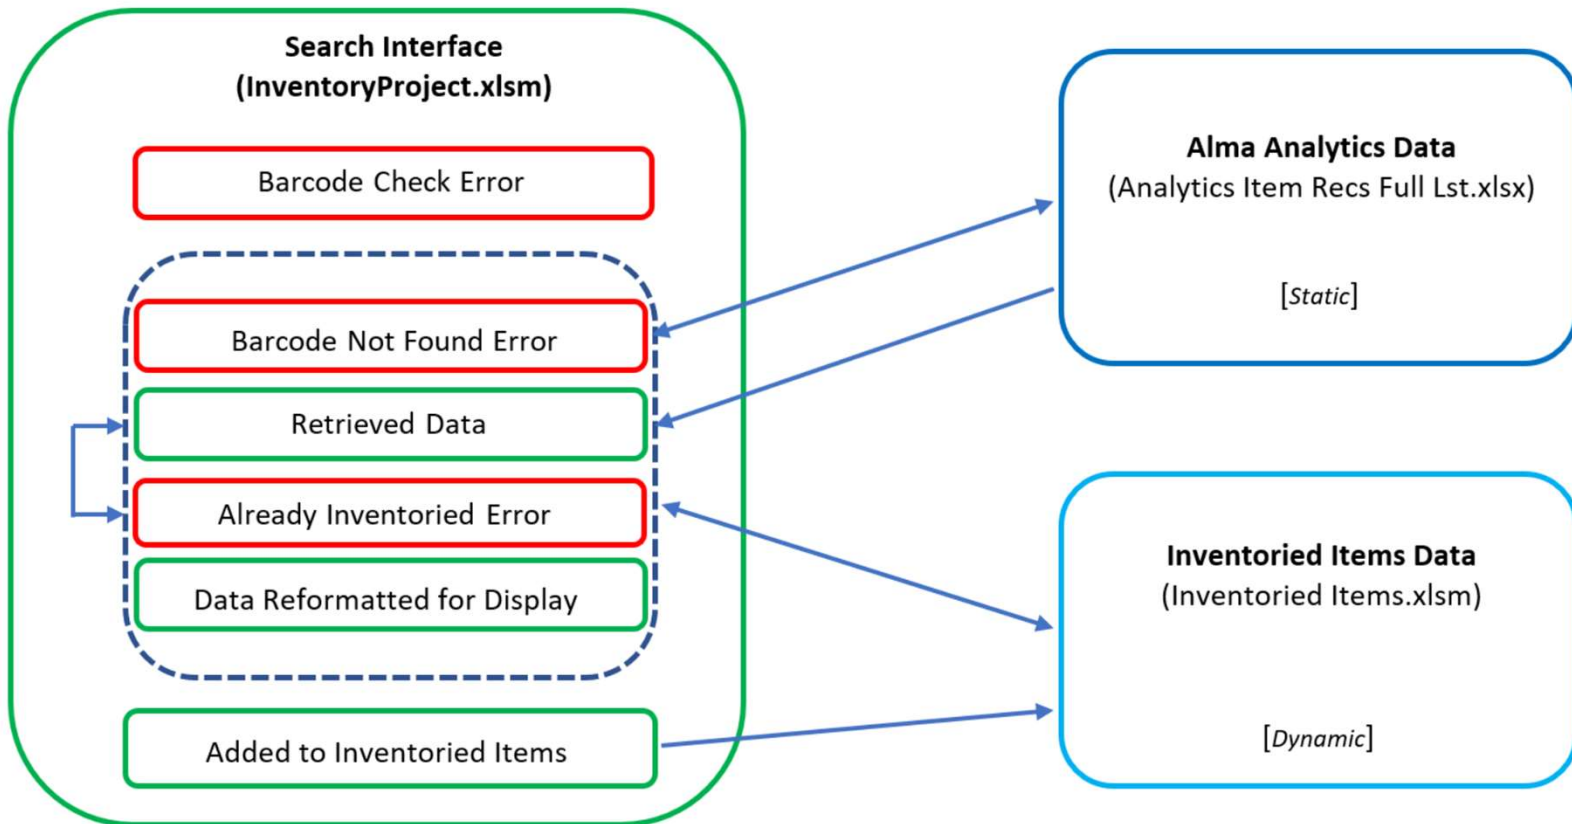 Search Interface
(InventoryProject.xlsm)
Barcode Check Error
Barcode Not Found Error
Retrieved Data
Already Inventoried Error
Data Reformatted for Display
Added to Inventoried Items
Alma Analytics Data
(Analytics Item Recs Full Lst.xlsx)
[Static]
Inventoried Items Data
(Inventoried Items.xlsm)
[Dynamic]